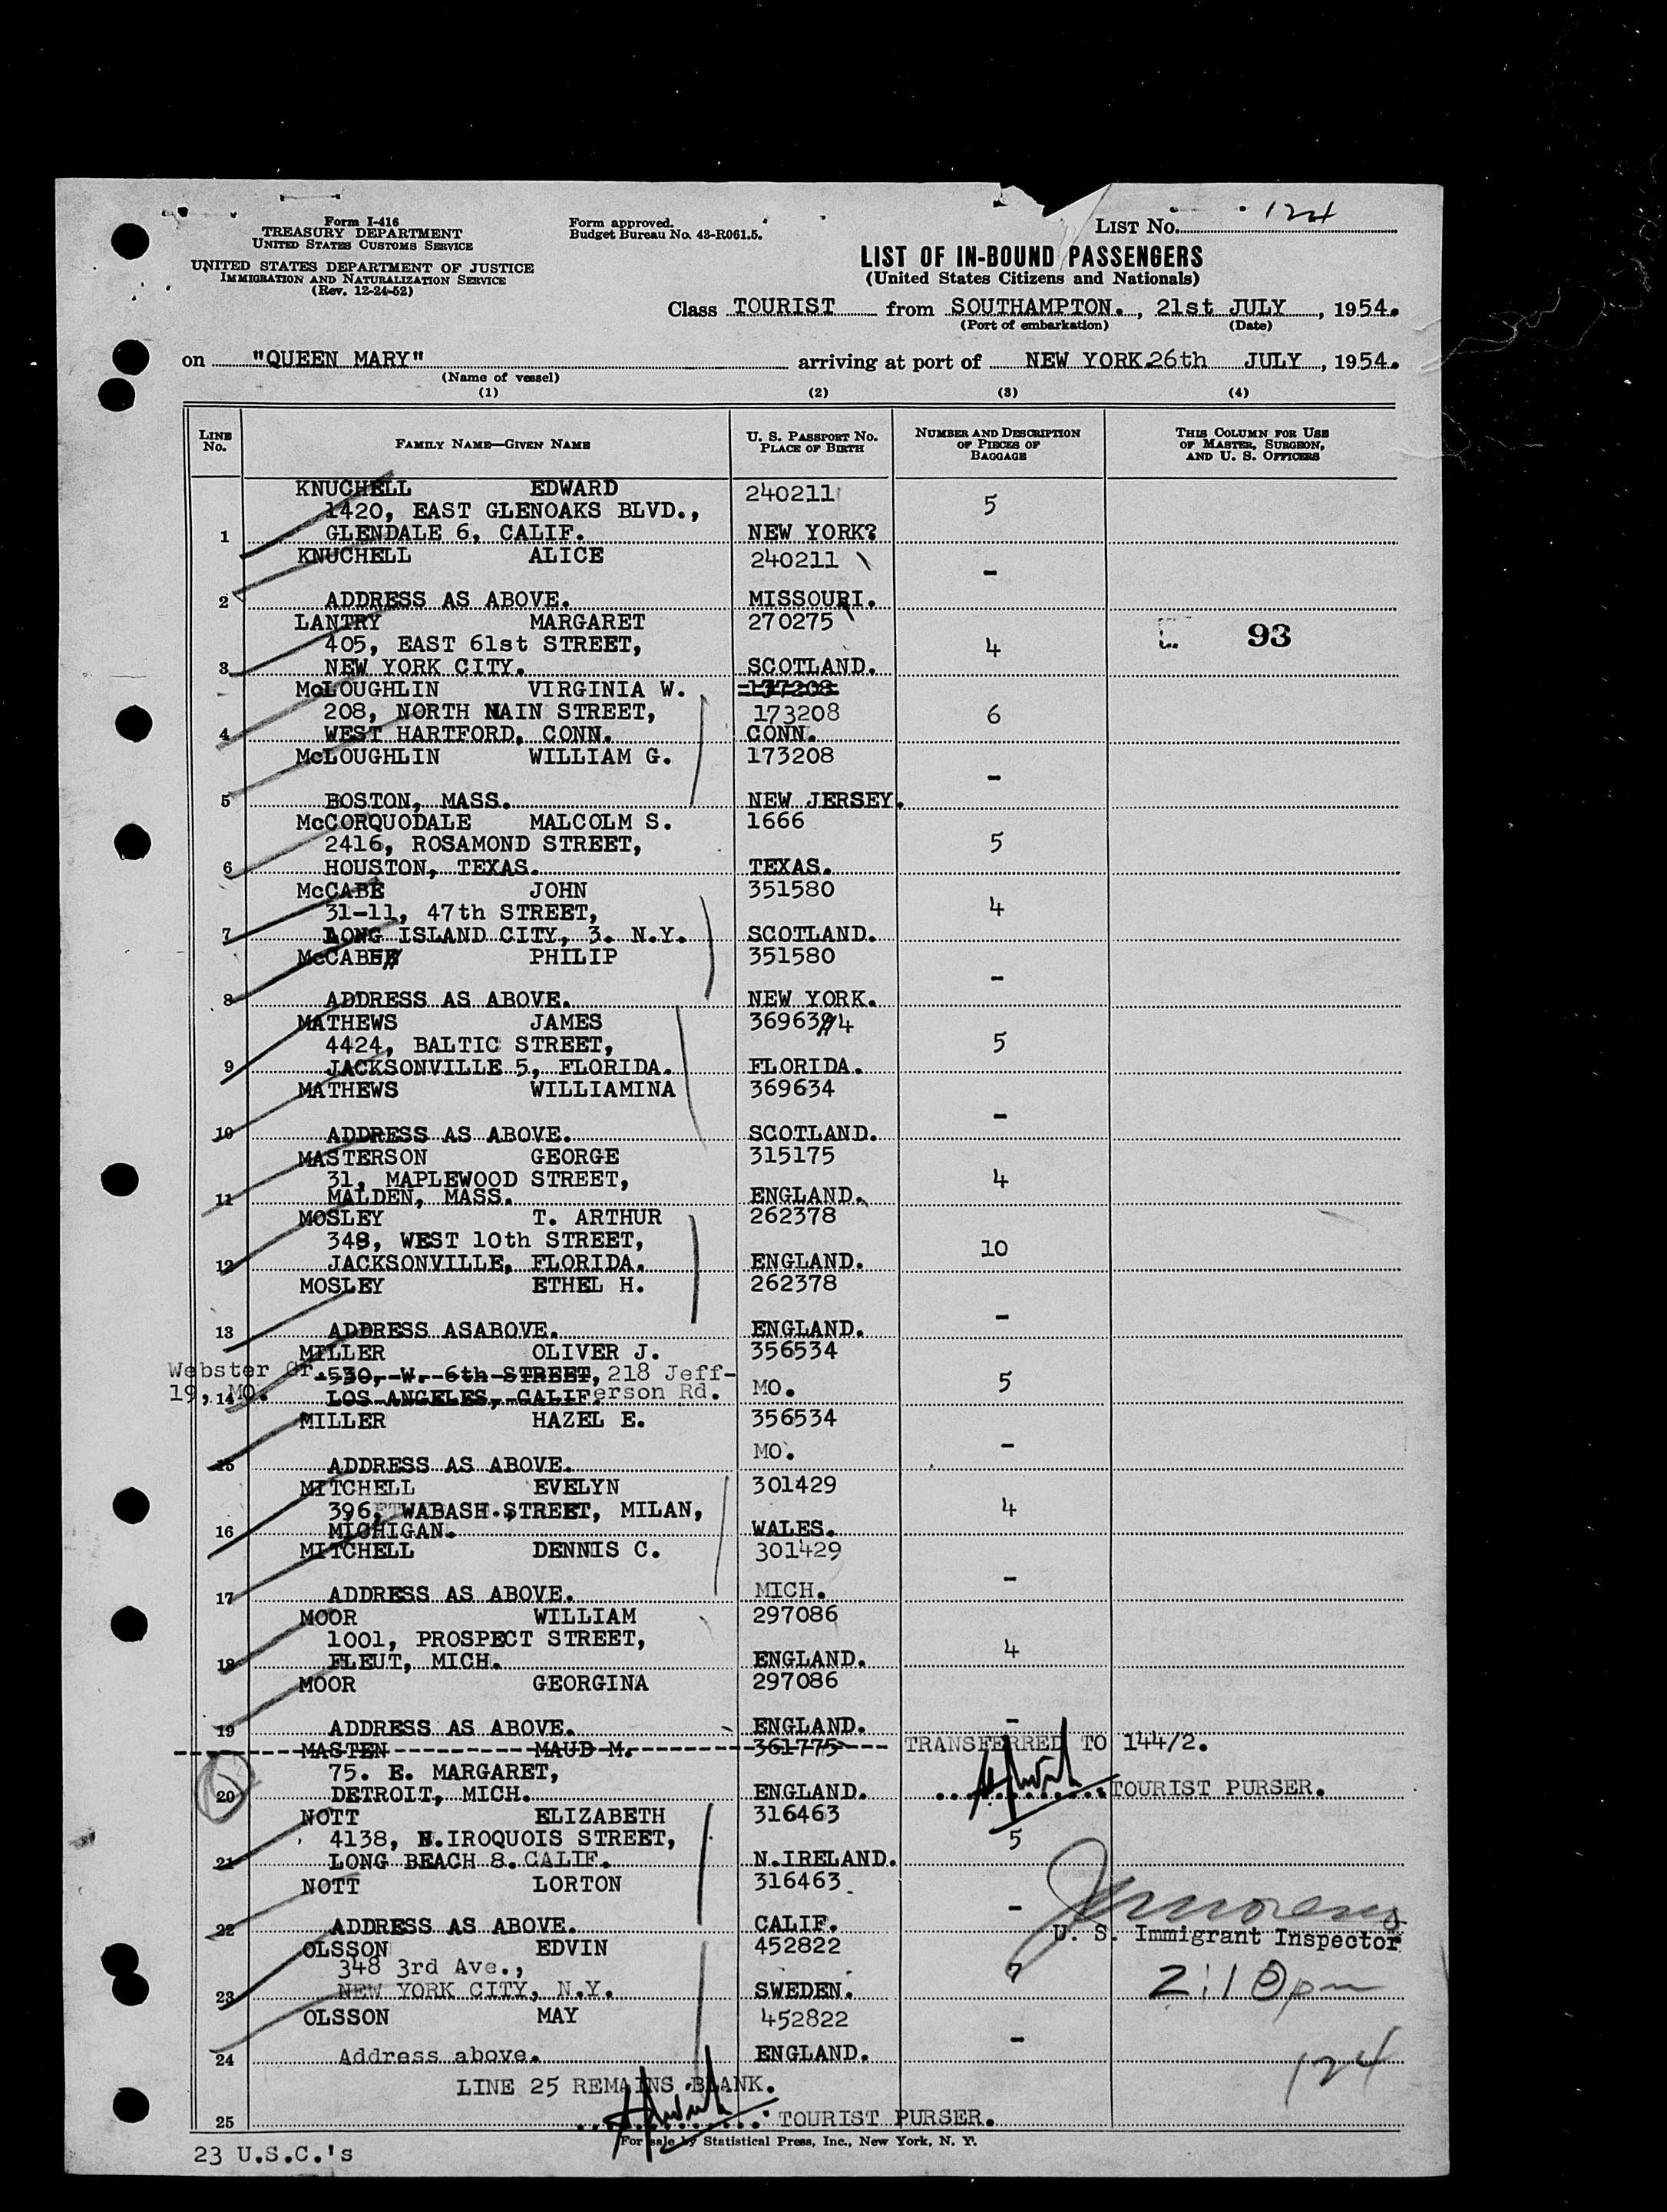 Form I-416
TREASURY DEPARTMENT
UNITED STATES CUSTOMS SERVICE
UNITED STATES DEPARTMENT OF JUSTICE
IMMIGRATION AND NATURALIZATION SERVICE
(Rev. 12-24-52)
Form approved.
Budget Bureau No. 43-R061.5.
LIST No. 124
LIST OF IN-BOUND PASSENGERS
(United States Citizens and Nationals)
Class TOURIST from SOUTHAMPTON., 21st JULY, 1954.
(Port of embarkation) (Date)
on "QUEEN MARY" arriving at port of NEW YORK.26th JULY, 1954.
(Name of vessel)
(1) (2) (3) (4)
LINE No. FAMILY NAME—GIVEN NAME U. S. PASSPORT No. PLACE OF BIRTH NUMBER AND DESCRIPTION OF PIECES OF BAGGAGE THIS COLUMN FOR USE OF MASTER, SURGEON, AND U. S. OFFICERS
KNUCHELL EDWARD 240211
1420, EAST GLENOAKS BLVD., 5
1 GLENDALE 6, CALIF. NEW YORK?
KNUCHELL ALICE 240211
-
2 ADDRESS AS ABOVE. MISSOURI.
LANTRY MARGARET 270275
405, EAST 61st STREET, 4 93
3 NEW YORK CITY. SCOTLAND.
McLOUGHLIN VIRGINIA W. 137208
208, NORTH MAIN STREET, 173208 6
4 WEST HARTFORD, CONN. CONN.
McLOUGHLIN WILLIAM G. 173208
-
5 BOSTON, MASS. NEW JERSEY.
McCORQUODALE MALCOLM S. 1666
2416, ROSAMOND STREET, 5
6 HOUSTON, TEXAS. TEXAS.
McCABE JOHN 351580
31-11, 47th STREET, 4
7 LONG ISLAND CITY, 3. N.Y. SCOTLAND.
McCABE PHILIP 351580
-
8 ADDRESS AS ABOVE. NEW YORK.
MATHEWS JAMES 369639 4
4424, BALTIC STREET, 5
9 JACKSONVILLE 5, FLORIDA. FLORIDA.
MATHEWS WILLIAMINA 369634
-
10 ADDRESS AS ABOVE. SCOTLAND.
MASTERSON GEORGE 315175
31, MAPLEWOOD STREET, 4
11 MALDEN, MASS. ENGLAND.
MOSLEY T. ARTHUR 262378
348, WEST 10th STREET, 10
12 JACKSONVILLE, FLORIDA. ENGLAND.
MOSLEY ETHEL H. 262378
-
13 ADDRESS ASABOVE. ENGLAND.
MILLER OLIVER J. 356534
Webster Gr. 530, W. 6th STREET, 218 Jeff- 5
19, MO. 14 LOS ANGELES, CALIF erson Rd. MO.
MILLER HAZEL E. 356534
MO. -
15 ADDRESS AS ABOVE.
MITCHELL EVELYN 301429
396, WABASH.STREET, MILAN, 4
16 MICHIGAN. WALES.
MITCHELL DENNIS C. 301429
-
17 ADDRESS AS ABOVE. MICH.
MOOR WILLIAM 297086
1001, PROSPECT STREET, 4
18 FLEUT, MICH. ENGLAND.
MOOR GEORGINA 297086
-
19 ADDRESS AS ABOVE. ENGLAND.
MASTEN MAUD M. 361775 TRANSFERRED TO 144/2.
75. E. MARGARET,
20 DETROIT, MICH. ENGLAND. TOURIST PURSER.
NOTT ELIZABETH 316463
4138, N.IROQUOIS STREET, 5
21 LONG BEACH 8. CALIF. N.IRELAND.
NOTT LORTON 316463
-
22 ADDRESS AS ABOVE. CALIF.
U. S. Immigrant Inspector
OLSSON EDVIN 452822
348 3rd Ave., 7
23 NEW YORK CITY, N.Y. SWEDEN. 2:10pm
OLSSON MAY 452822
-
24 Address above. ENGLAND. 124
LINE 25 REMAINS BLANK.
25 TOURIST PURSER.
For sale by Statistical Press, Inc., New York, N. Y.
23 U.S.C.'s